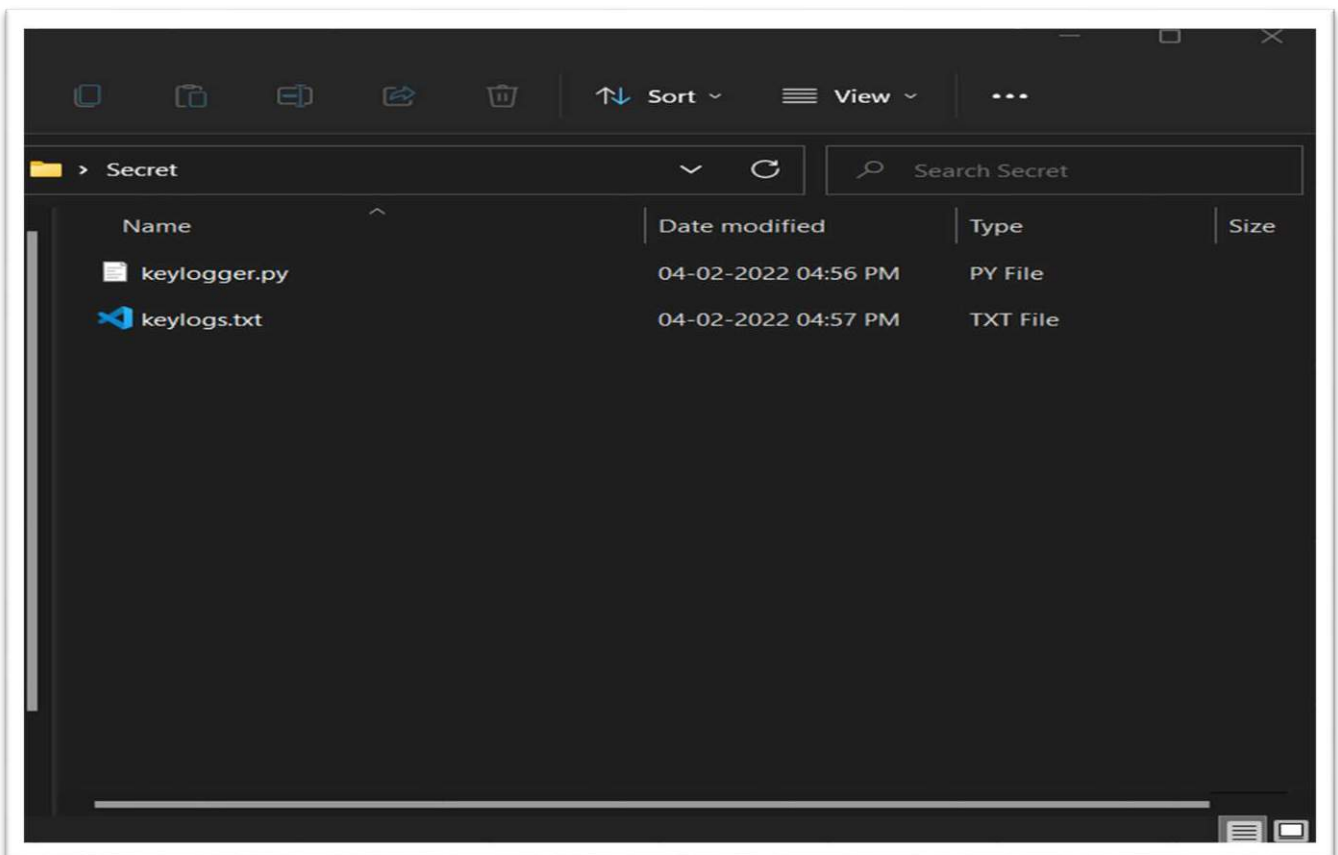 Sort View
Secret Search Secret
Name Date modified Type Size
keylogger.py 04-02-2022 04:56 PM PY File
keylogs.txt 04-02-2022 04:57 PM TXT File